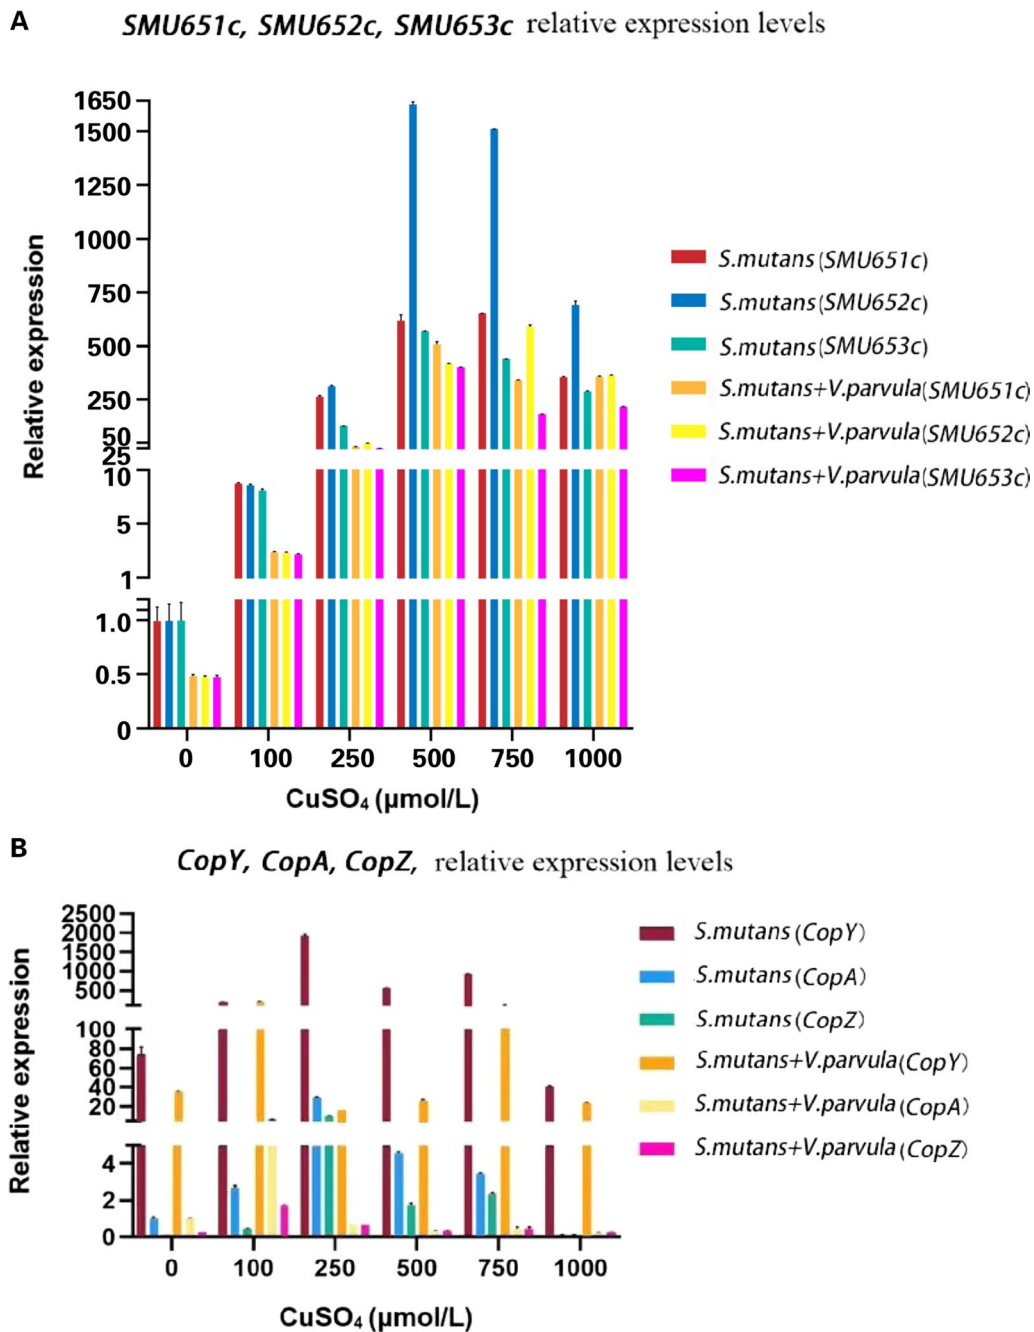 A
SMU651c, SMU652c, SMU653c relative expression levels
1650
1500
1250
1000
750
500
250
50
25
20
10
5
1
1.0
0.5
0
Relative expression
0 100 250 500 750 1000
CuSO₄ (µmol/L)
S.mutans(SMU651c)
S.mutans(SMU652c)
S.mutans(SMU653c)
S.mutans+V.parvula(SMU651c)
S.mutans+V.parvula(SMU652c)
S.mutans+V.parvula(SMU653c)
B
CopY, CopA, CopZ, relative expression levels
2500
2000
1500
1000
500
100
80
60
40
20
4
2
0
Relative expression
0 100 250 500 750 1000
CuSO₄ (µmol/L)
S.mutans (CopY)
S.mutans (CopA)
S.mutans (CopZ)
S.mutans+V.parvula (CopY)
S.mutans+V.parvula (CopA)
S.mutans+V.parvula (CopZ)